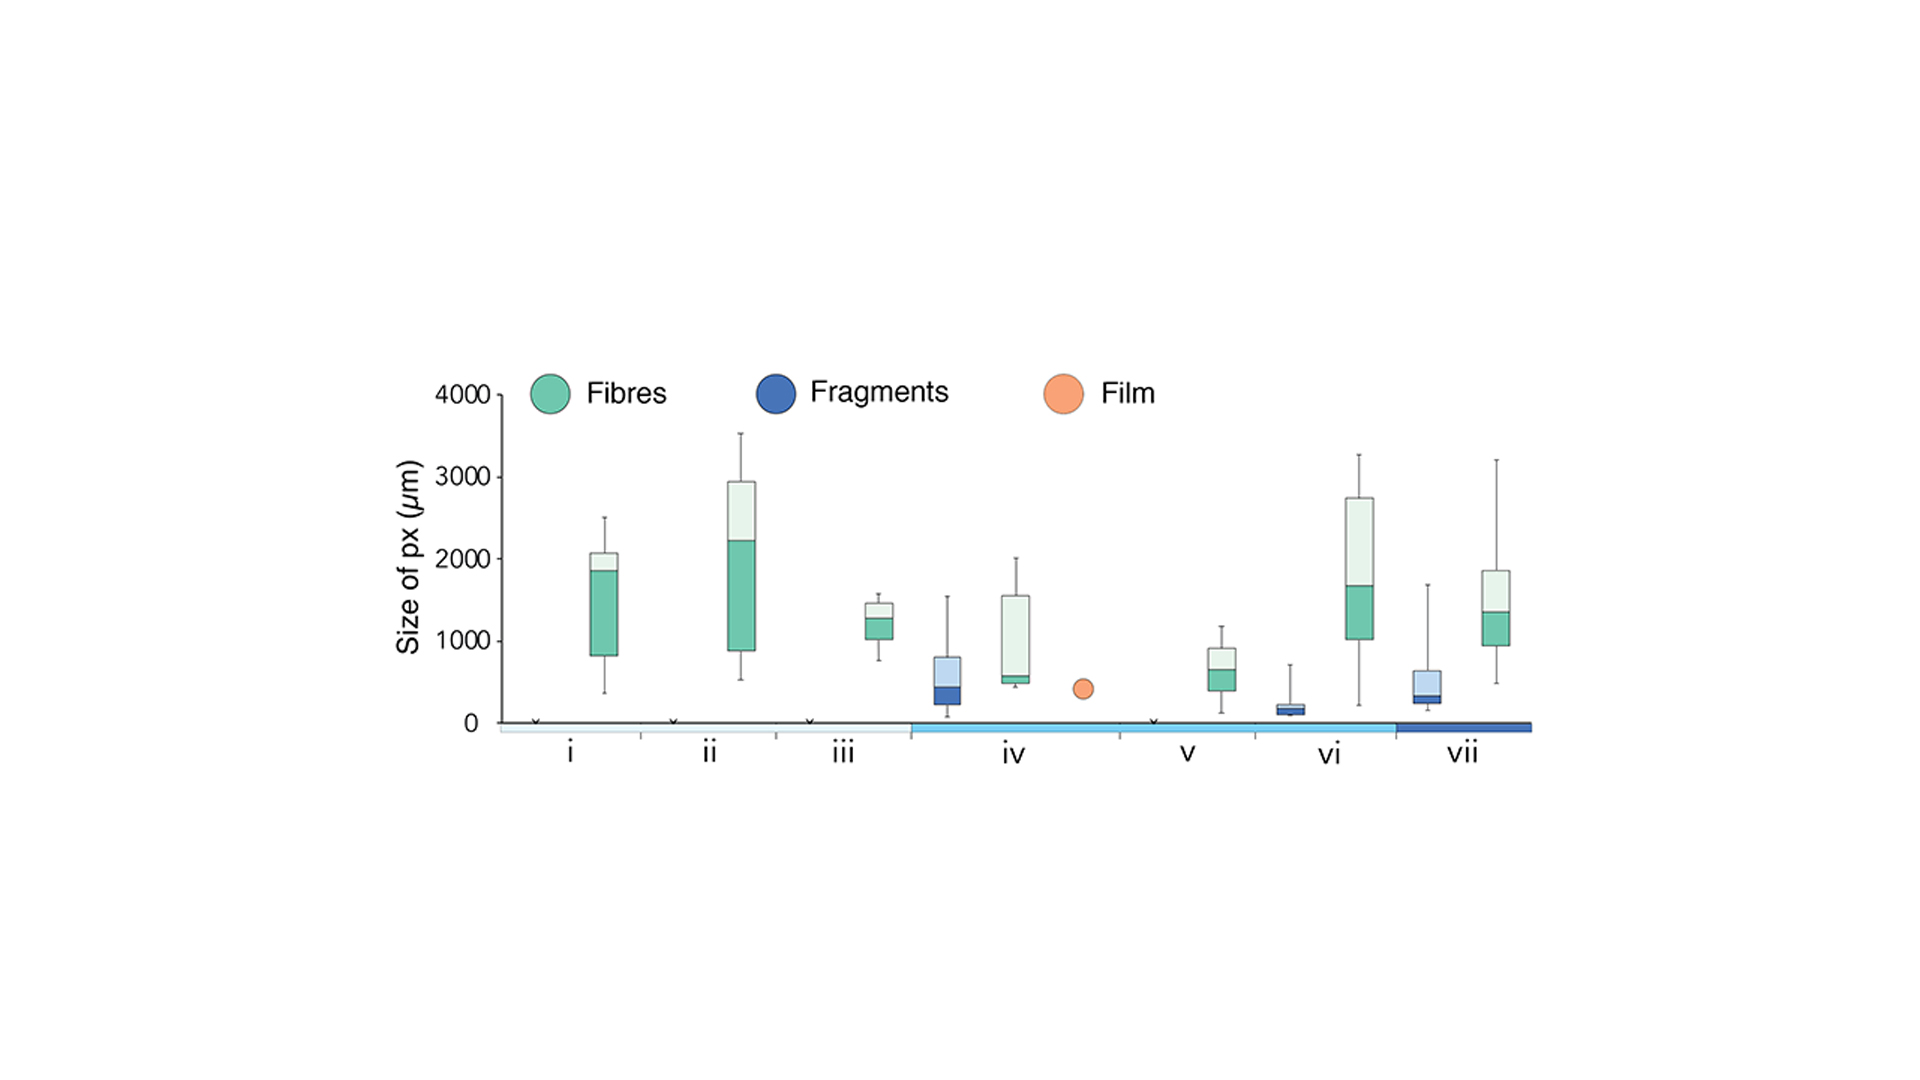 Fibres Fragments Film
4000
3000
2000
1000
0
Size of px (µm)
i ii iii iv v vi vii